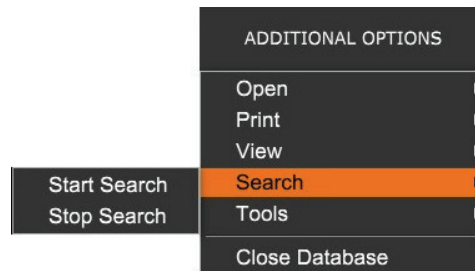 ADDITIONAL OPTIONS
Open
Print
View
Search
Start Search
Stop Search
Tools
Close Database